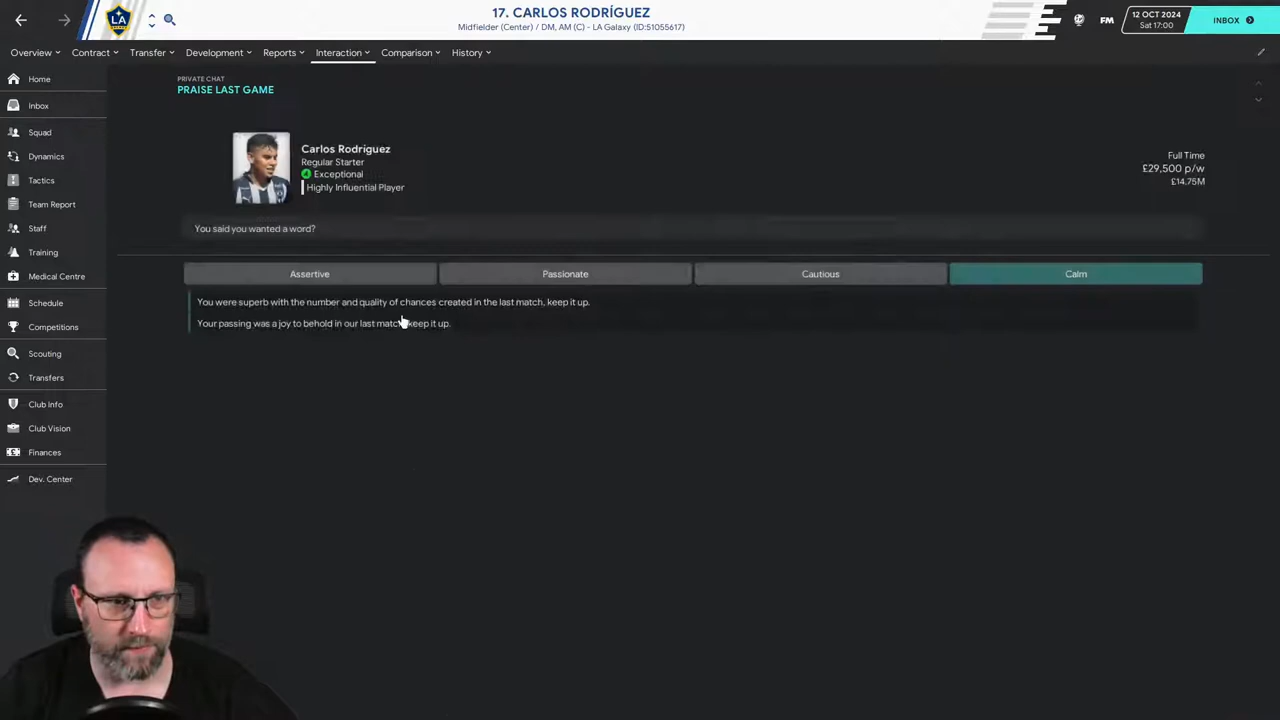 17. CARLOS RODRÍGUEZ
Midfielder (Center) / DM, AM (C) - LA Galaxy (ID:51055617)
LA
FM
12 OCT 2024
Sat 17:00
INBOX
Overview
Contract
Transfer
Development
Reports
Interaction
Comparison
History
Home
Inbox
Squad
Dynamics
Tactics
Team Report
Staff
Training
Medical Centre
Schedule
Competitions
Scouting
Transfers
Club Info
Club Vision
Finances
Dev. Center
PRIVATE CHAT
PRAISE LAST GAME
Carlos Rodríguez
Regular Starter
4 Exceptional
Highly Influential Player
Full Time
£29,500 p/w
£14.75M
You said you wanted a word?
Assertive
Passionate
Cautious
Calm
You were superb with the number and quality of chances created in the last match, keep it up.
Your passing was a joy to behold in our last match, keep it up.